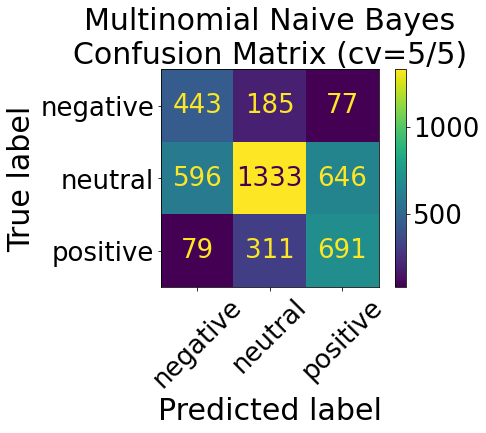 Multinomial Naive Bayes
Confusion Matrix (cv=5/5)
True label
negative 443 185 77
neutral 596 1333 646
positive 79 311 691
negative neutral positive
Predicted label
1000
500